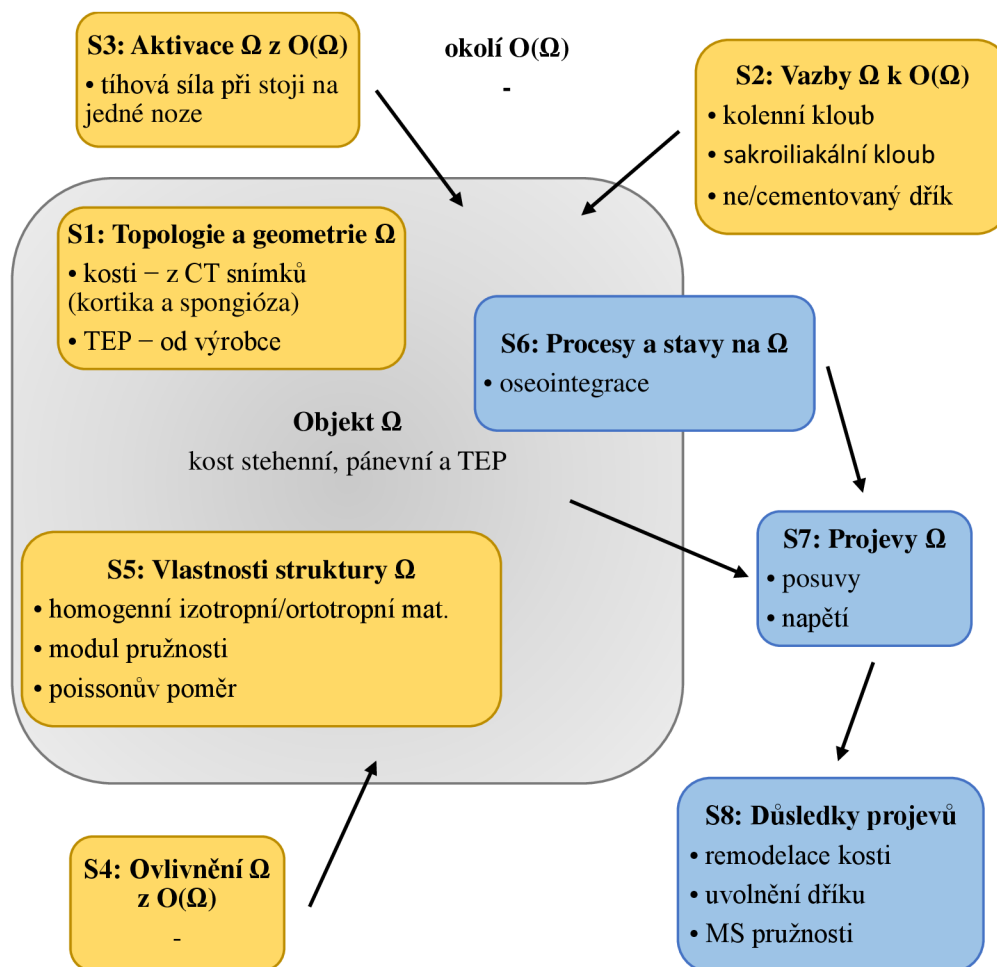 S3: Aktivace Ω z O(Ω)
• tíhová síla při stoji na
jedné noze
okolí O(Ω)
-
S2: Vazby Ω k O(Ω)
• kolenní kloub
• sakroiliakální kloub
• ne/cementovaný dřík
S1: Topologie a geometrie Ω
• kosti − z CT snímků
(kortika a spongióza)
• TEP − od výrobce
S6: Procesy a stavy na Ω
• oseointegrace
Objekt Ω
kost stehenní, pánevní a TEP
S5: Vlastnosti struktury Ω
• homogenní izotropní/ortotropní mat.
• modul pružnosti
• poissonův poměr
S7: Projevy Ω
• posuvy
• napětí
S4: Ovlivnění Ω
z O(Ω)
-
S8: Důsledky projevů
• remodelace kosti
• uvolnění dříku
• MS pružnosti